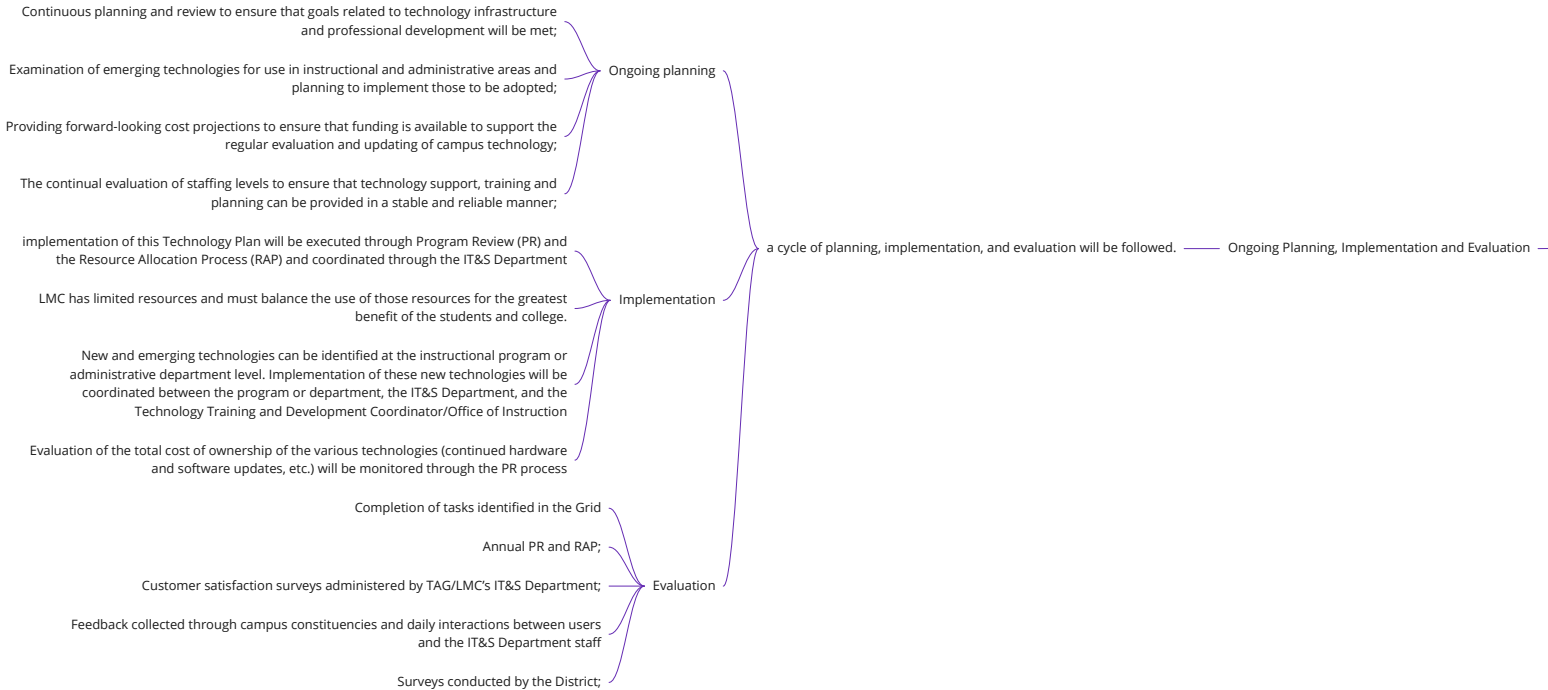 Continuous planning and review to ensure that goals related to technology infrastructure
and professional development will be met;
Examination of emerging technologies for use in instructional and administrative areas and
planning to implement those to be adopted;
Providing forward-looking cost projections to ensure that funding is available to support the
regular evaluation and updating of campus technology;
The continual evaluation of staffing levels to ensure that technology support, training and
planning can be provided in a stable and reliable manner;
Ongoing planning
implementation of this Technology Plan will be executed through Program Review (PR) and
the Resource Allocation Process (RAP) and coordinated through the IT&S Department
LMC has limited resources and must balance the use of those resources for the greatest
benefit of the students and college.
New and emerging technologies can be identified at the instructional program or
administrative department level. Implementation of these new technologies will be
coordinated between the program or department, the IT&S Department, and the
Technology Training and Development Coordinator/Office of Instruction
Evaluation of the total cost of ownership of the various technologies (continued hardware
and software updates, etc.) will be monitored through the PR process
Implementation
Completion of tasks identified in the Grid
Annual PR and RAP;
Customer satisfaction surveys administered by TAG/LMC’s IT&S Department;
Feedback collected through campus constituencies and daily interactions between users
and the IT&S Department staff
Surveys conducted by the District;
Evaluation
a cycle of planning, implementation, and evaluation will be followed.
Ongoing Planning, Implementation and Evaluation